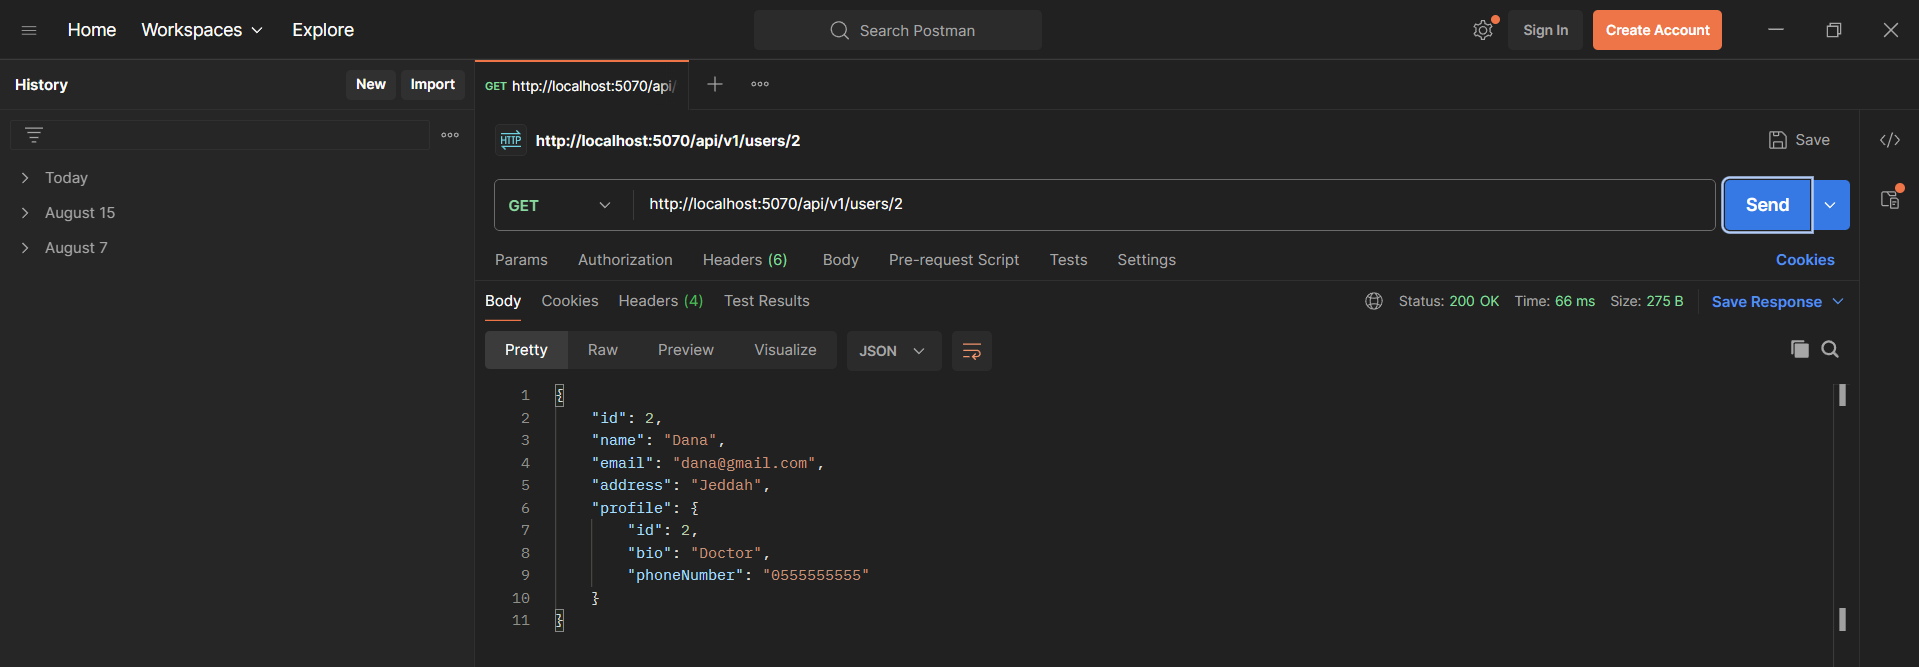 Home Workspaces Explore Search Postman Sign In Create Account
History New Import GET http://localhost:5070/api/
HTTP http://localhost:5070/api/v1/users/2 Save
Today
August 15
August 7
GET http://localhost:5070/api/v1/users/2 Send
Params Authorization Headers (6) Body Pre-request Script Tests Settings Cookies
Body Cookies Headers (4) Test Results Status: 200 OK Time: 66 ms Size: 275 B Save Response
Pretty Raw Preview Visualize JSON
1 {
2 "id": 2,
3 "name": "Dana",
4 "email": "dana@gmail.com",
5 "address": "Jeddah",
6 "profile": {
7 "id": 2,
8 "bio": "Doctor",
9 "phoneNumber": "0555555555"
10 }
11 }